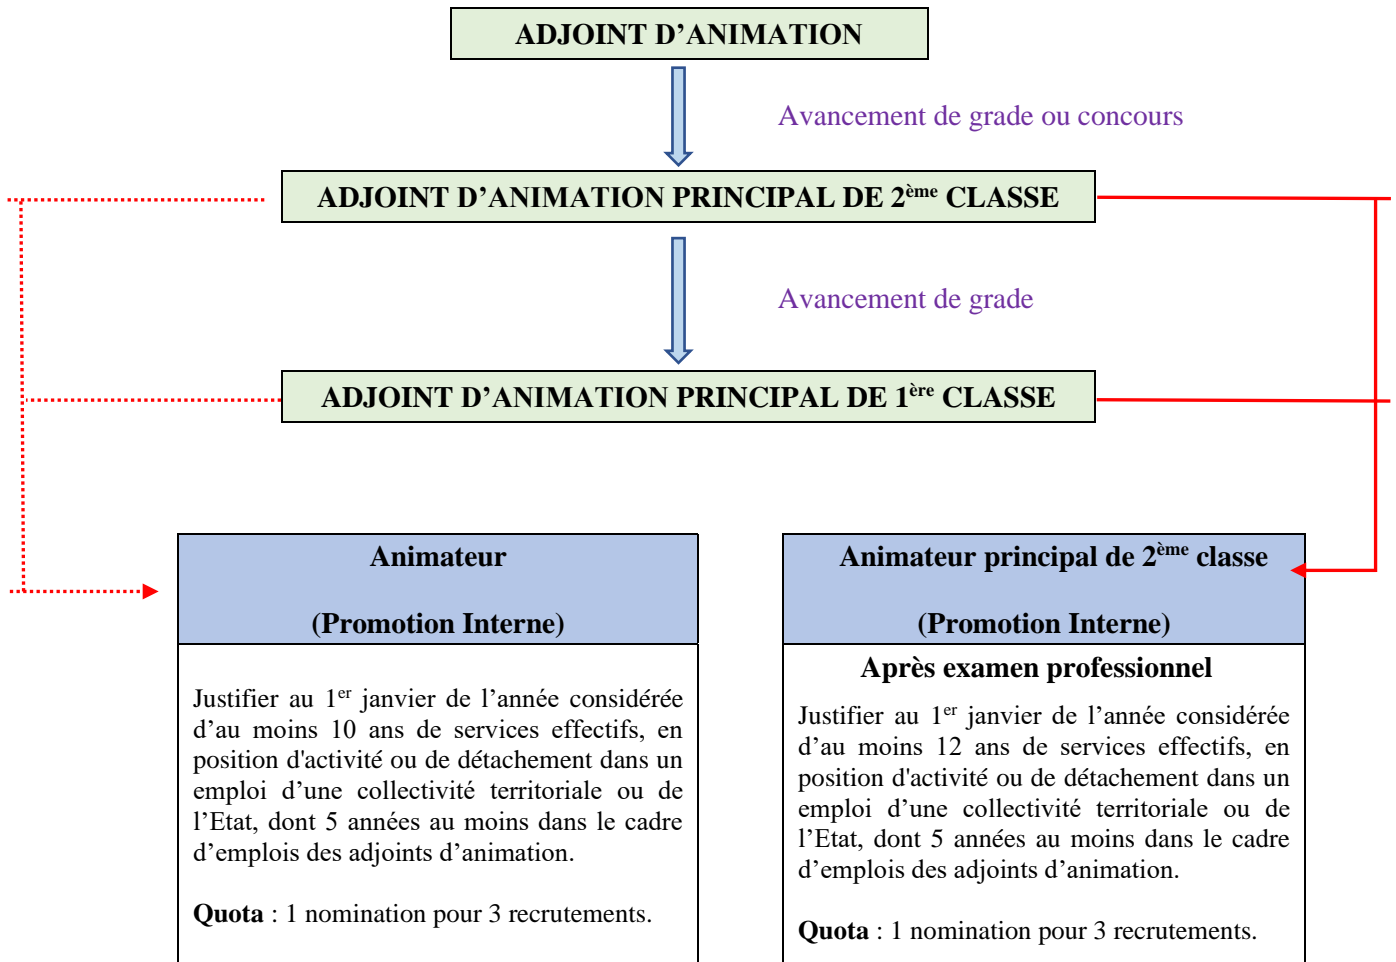 ADJOINT D’ANIMATION
Avancement de grade ou concours
ADJOINT D’ANIMATION PRINCIPAL DE 2ème CLASSE
Avancement de grade
ADJOINT D’ANIMATION PRINCIPAL DE 1ère CLASSE
Animateur
(Promotion Interne)
Justifier au 1er janvier de l’année considérée
d’au moins 10 ans de services effectifs, en
position d'activité ou de détachement dans un
emploi d’une collectivité territoriale ou de
l’Etat, dont 5 années au moins dans le cadre
d’emplois des adjoints d’animation.
Quota : 1 nomination pour 3 recrutements.
Animateur principal de 2ème classe
(Promotion Interne)
Après examen professionnel
Justifier au 1er janvier de l’année considérée
d’au moins 12 ans de services effectifs, en
position d'activité ou de détachement dans un
emploi d’une collectivité territoriale ou de
l’Etat, dont 5 années au moins dans le cadre
d’emplois des adjoints d’animation.
Quota : 1 nomination pour 3 recrutements.